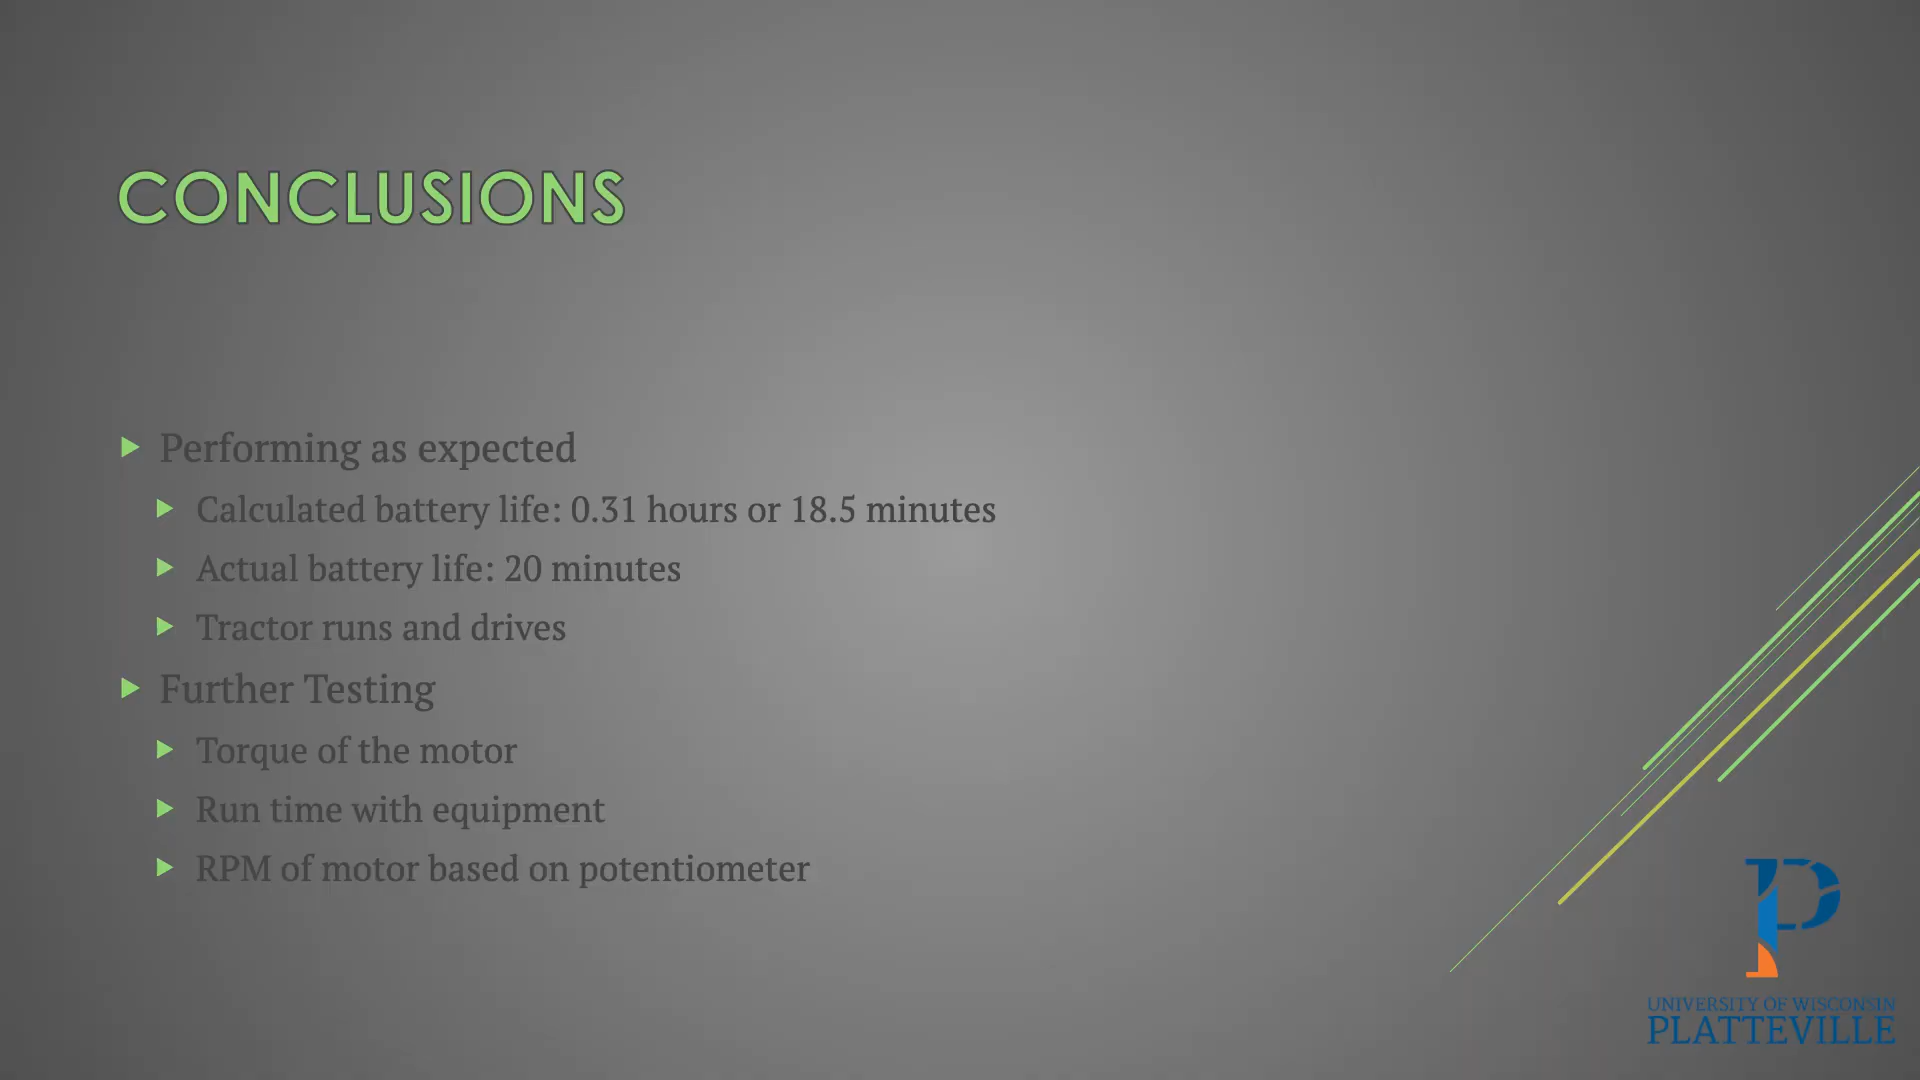 CONCLUSIONS
Performing as expected
Calculated battery life: 0.31 hours or 18.5 minutes
Actual battery life: 20 minutes
Tractor runs and drives
Further Testing
Torque of the motor
Run time with equipment
RPM of motor based on potentiometer
P
UNIVERSITY OF WISCONSIN
PLATTEVILLE